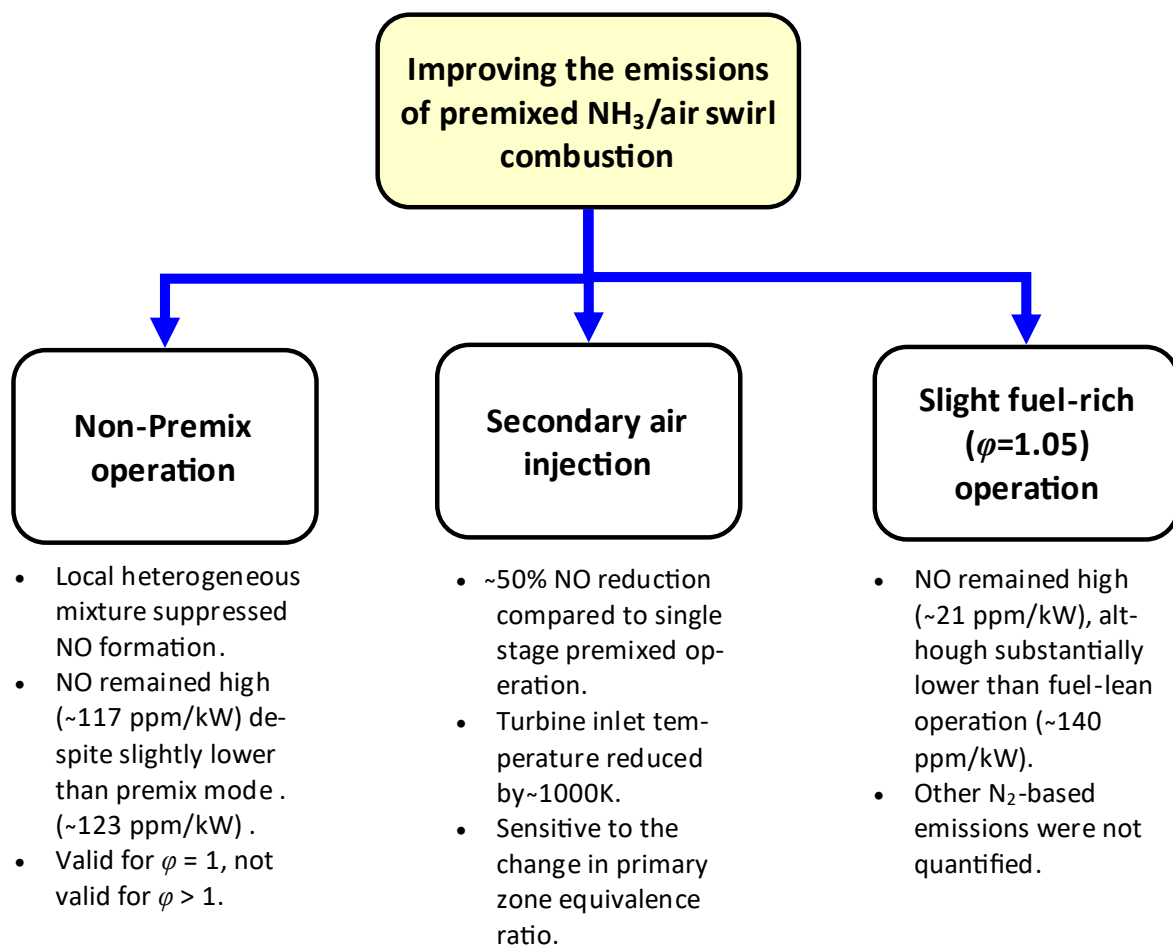 Improving the emissions
of premixed NH₃/air swirl
combustion
Non-Premix
operation
• Local heterogeneous
mixture suppressed
NO formation.
• NO remained high
(~117 ppm/kW) de-
spite slightly lower
than premix mode .
(~123 ppm/kW) .
• Valid for φ = 1, not
valid for φ > 1.
Secondary air
injection
• ~50% NO reduction
compared to single
stage premixed op-
eration.
• Turbine inlet tem-
perature reduced
by~1000K.
• Sensitive to the
change in primary
zone equivalence
ratio.
Slight fuel-rich
(φ=1.05)
operation
• NO remained high
(~21 ppm/kW), alt-
hough substantially
lower than fuel-lean
operation (~140
ppm/kW).
• Other N₂-based
emissions were not
quantified.